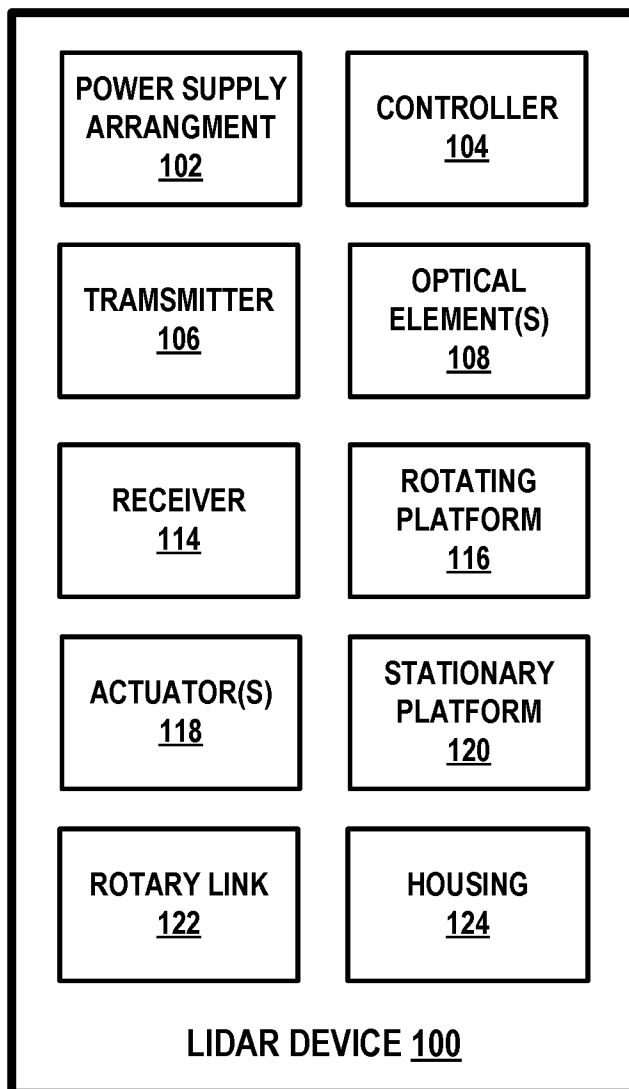 POWER SUPPLY
ARRANGMENT
102
CONTROLLER
104
TRAMSMITTER
106
OPTICAL
ELEMENT(S)
108
RECEIVER
114
ROTATING
PLATFORM
116
ACTUATOR(S)
118
STATIONARY
PLATFORM
120
ROTARY LINK
122
HOUSING
124
LIDAR DEVICE 100